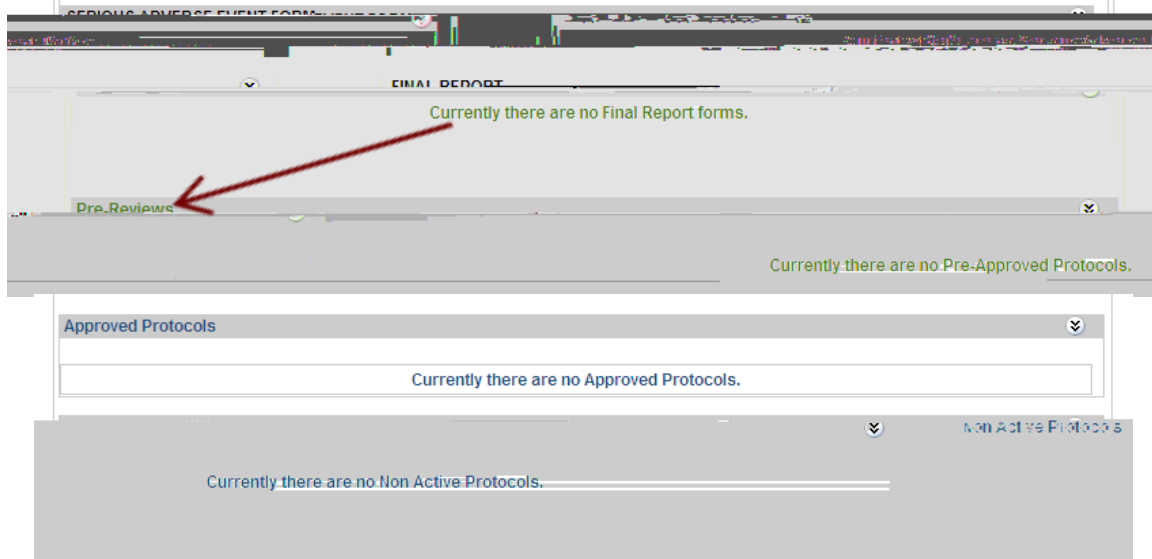 SERIOUS ADVERSE EVENT FORM
FINAL REPORT
Currently there are no Final Report forms.
Pre-Reviews
Currently there are no Pre-Approved Protocols.
Approved Protocols
Currently there are no Approved Protocols.
Non Active Protocols
Currently there are no Non Active Protocols.